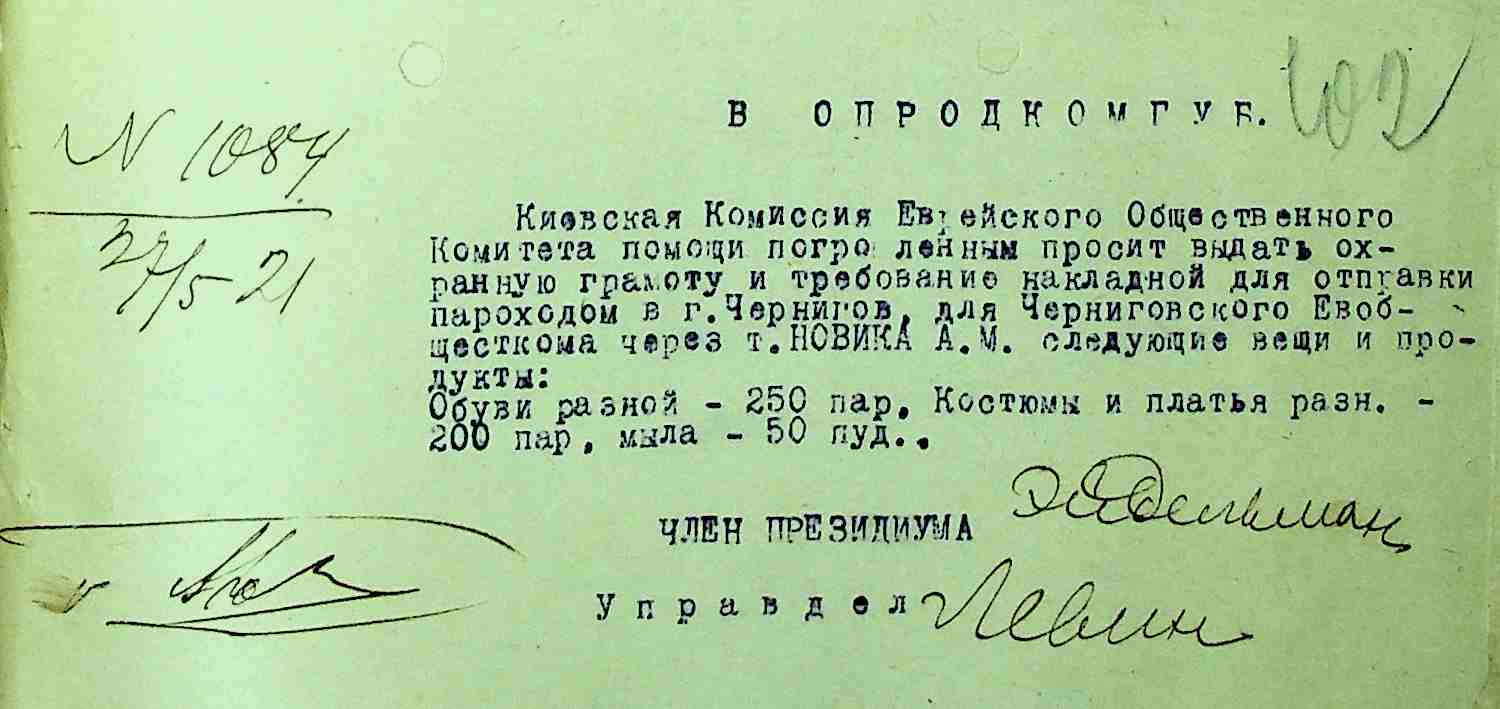 102
В ОПРОДКОМГУБ.
N 1084
27/5 21
Киевская Комиссия Еврейского Общественного
Комитета помощи погромленным просит выдать ох-
ранную грамоту и требование накладной для отправки
пароходом в г.Чернигов, для Черниговского Евоб-
щесткома через т.НОВИКА А.М. следующие вещи и про-
дукты:
Обуви разной - 250 пар, Костюмы и платья разн. -
200 пар, мыла - 50 пуд..
ЧЛЕН ПРЕЗИДИУМА Эйдельман
Управдел Левин